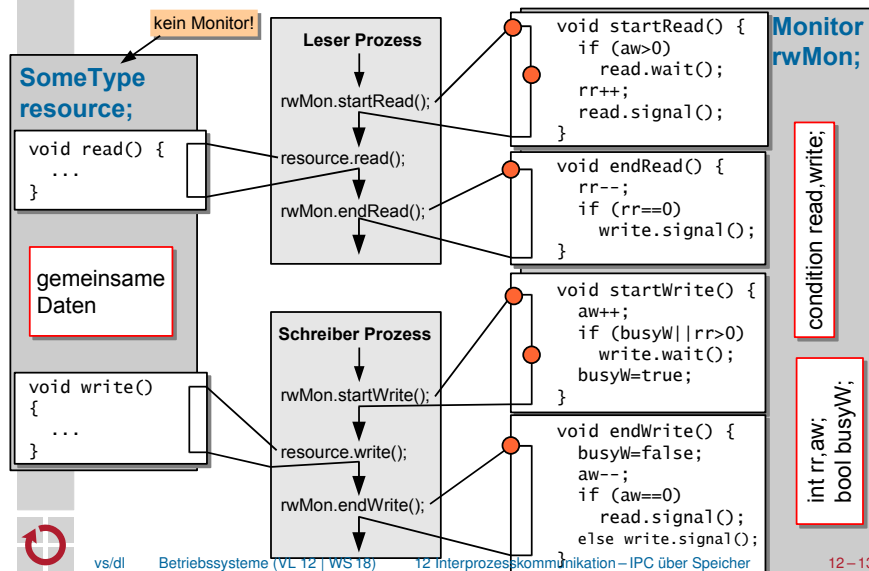 kein Monitor!
SomeType
resource;
void read() {
...
}
gemeinsame
Daten
void write()
{
...
}
Leser Prozess
rwMon.startRead();
resource.read();
rwMon.endRead();
Schreiber Prozess
rwMon.startWrite();
resource.write();
rwMon.endWrite();
void startRead() {
if (aw>0)
read.wait();
rr++;
read.signal();
}
void endRead() {
rr--;
if (rr==0)
write.signal();
}
void startWrite() {
aw++;
if (busyW||rr>0)
write.wait();
busyW=true;
}
void endWrite() {
busyW=false;
aw--;
if (aw==0)
read.signal();
else write.signal();
}
Monitor
rwMon;
condition read,write;
int rr,aw;
bool busyW;
vs/dl Betriebssysteme (VL 12 | WS 18) 12 Interprozesskommunikation – IPC über Speicher 12–13